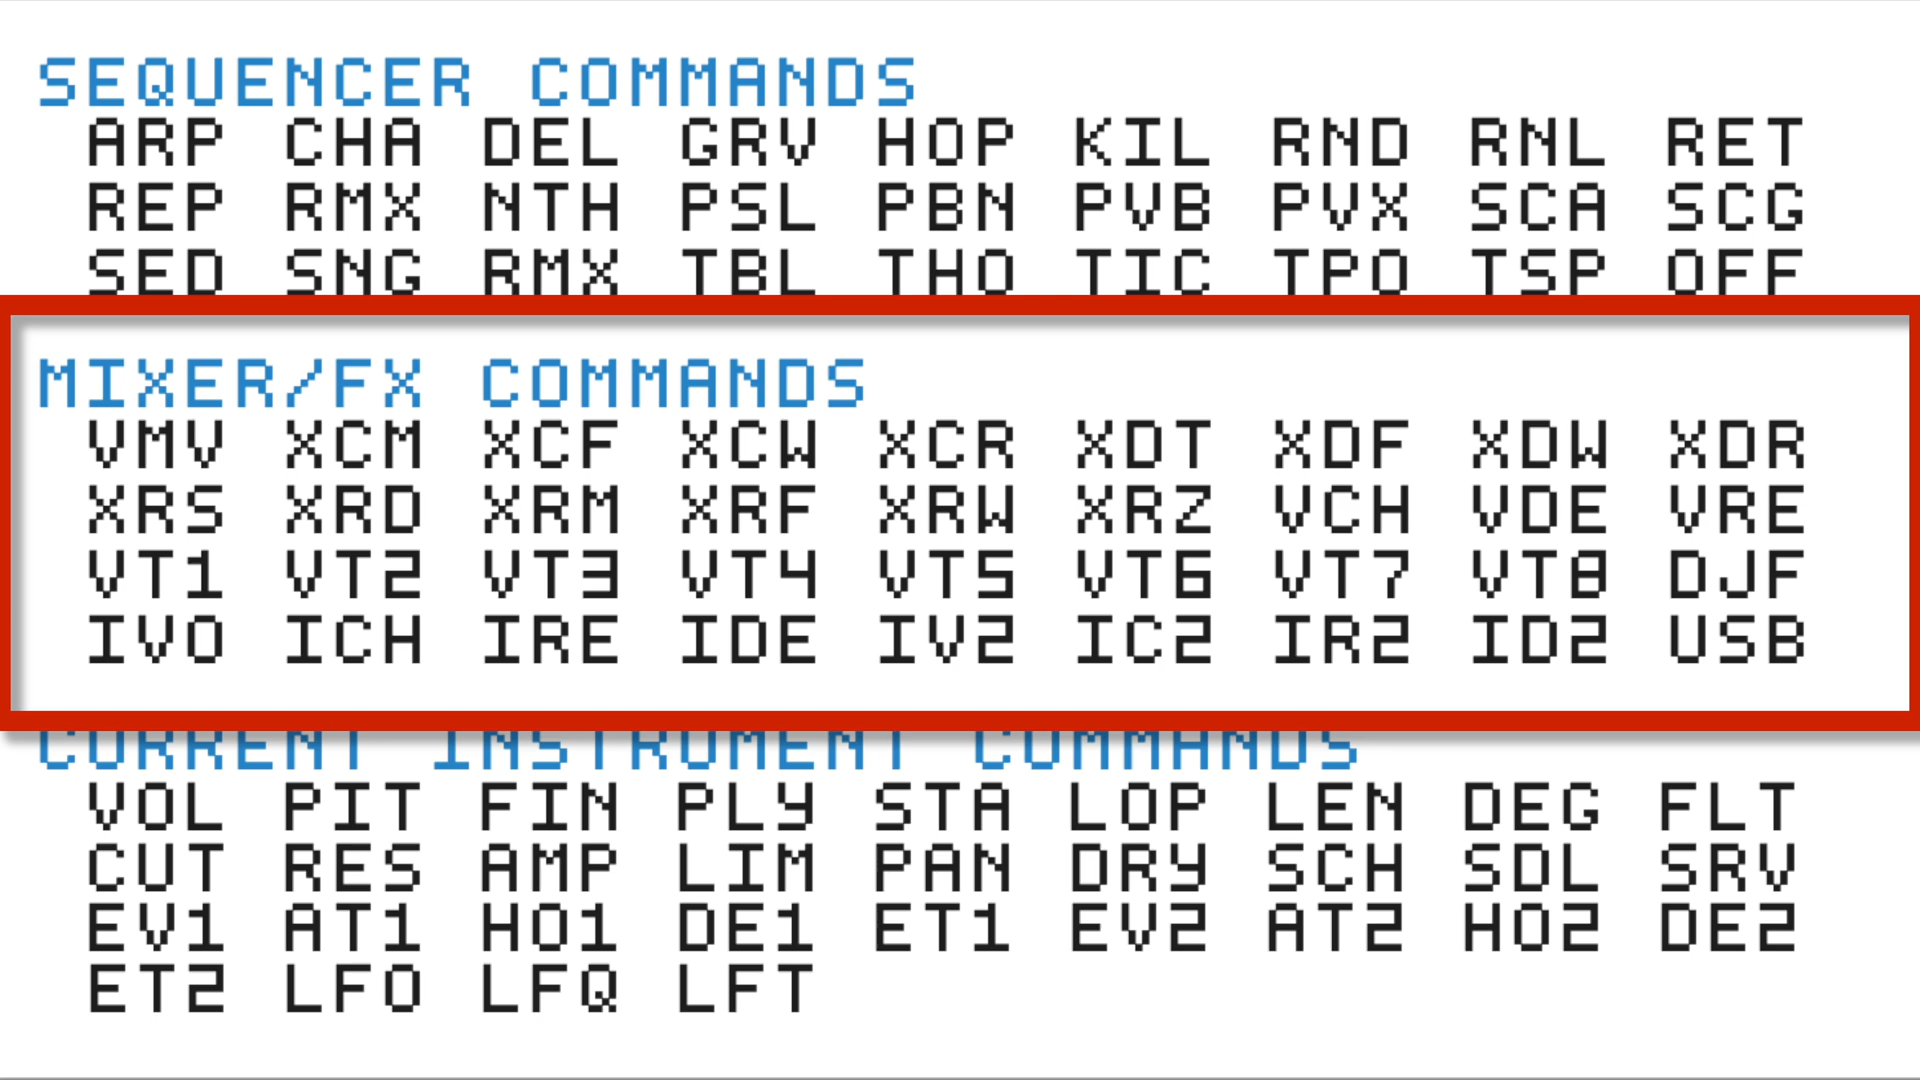 SEQUENCER COMMANDS
ARP CHA DEL GRV HOP KIL RND RNL RET
REP RMX NTH PSL PBN PVB PVX SCA SCG
SED SNG RMX TBL THO TIC TPO TSP OFF
MIXER/FX COMMANDS
VMV XCM XCF XCW XCR XDT XDF XDW XDR
XRS XRD XRM XRF XRW XRZ VCH VDE VRE
VT1 VT2 VT3 VT4 VT5 VT6 VT7 VT8 DJF
IVO ICH IRE IDE IV2 IC2 IR2 ID2 USB
CURRENT INSTRUMENT COMMANDS
VOL PIT FIN PLY STA LOP LEN DEG FLT
CUT RES AMP LIM PAN DRY SCH SDL SRV
EV1 AT1 HO1 DE1 ET1 EV2 AT2 HO2 DE2
ET2 LFO LFQ LFT